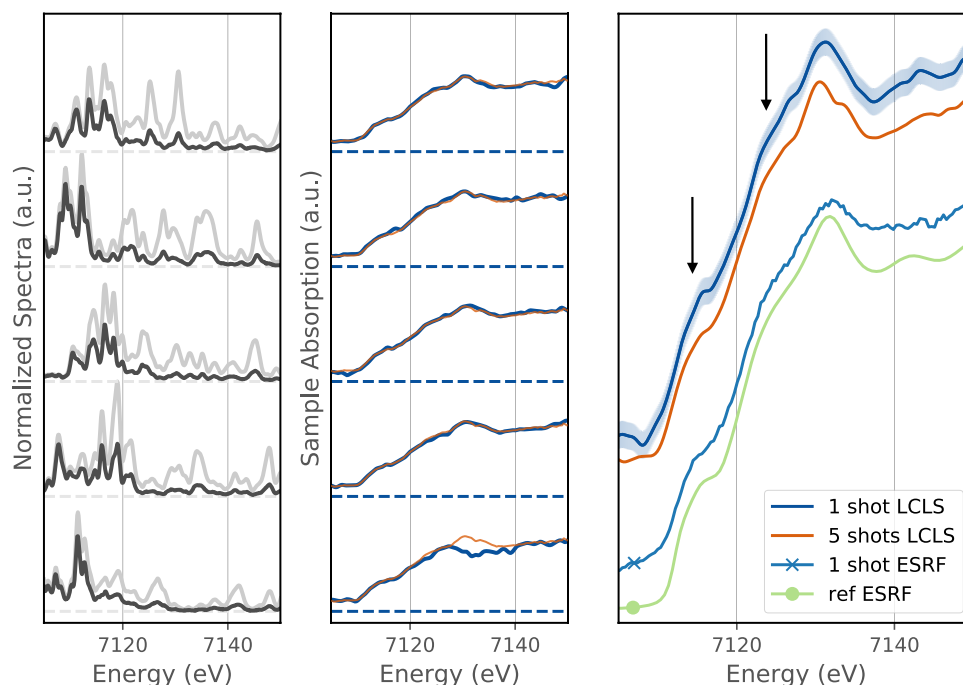 Normalized Spectra (a.u.)
7120
7140
Energy (eV)
Sample Absorption (a.u.)
7120
7140
Energy (eV)
1 shot LCLS
5 shots LCLS
1 shot ESRF
ref ESRF
7120
7140
Energy (eV)